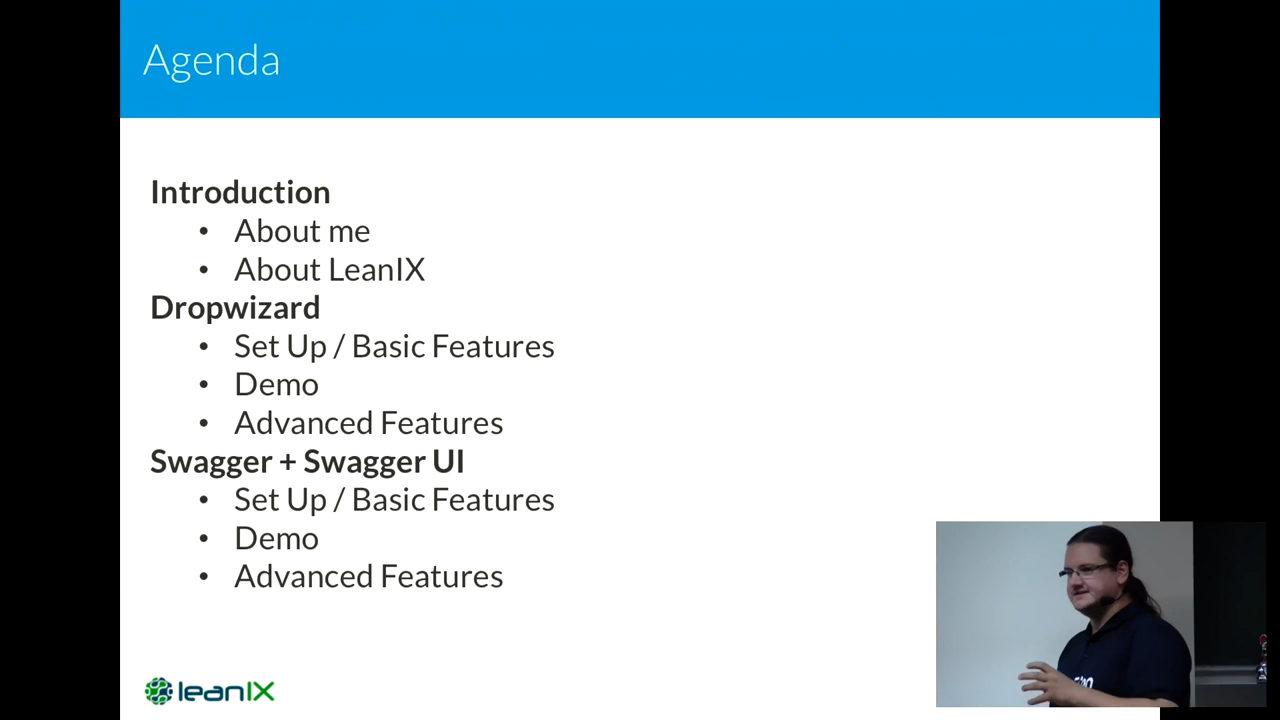 Agenda
Introduction
• About me
• About LeanIX
Dropwizard
• Set Up / Basic Features
• Demo
• Advanced Features
Swagger + Swagger UI
• Set Up / Basic Features
• Demo
• Advanced Features
leanIX